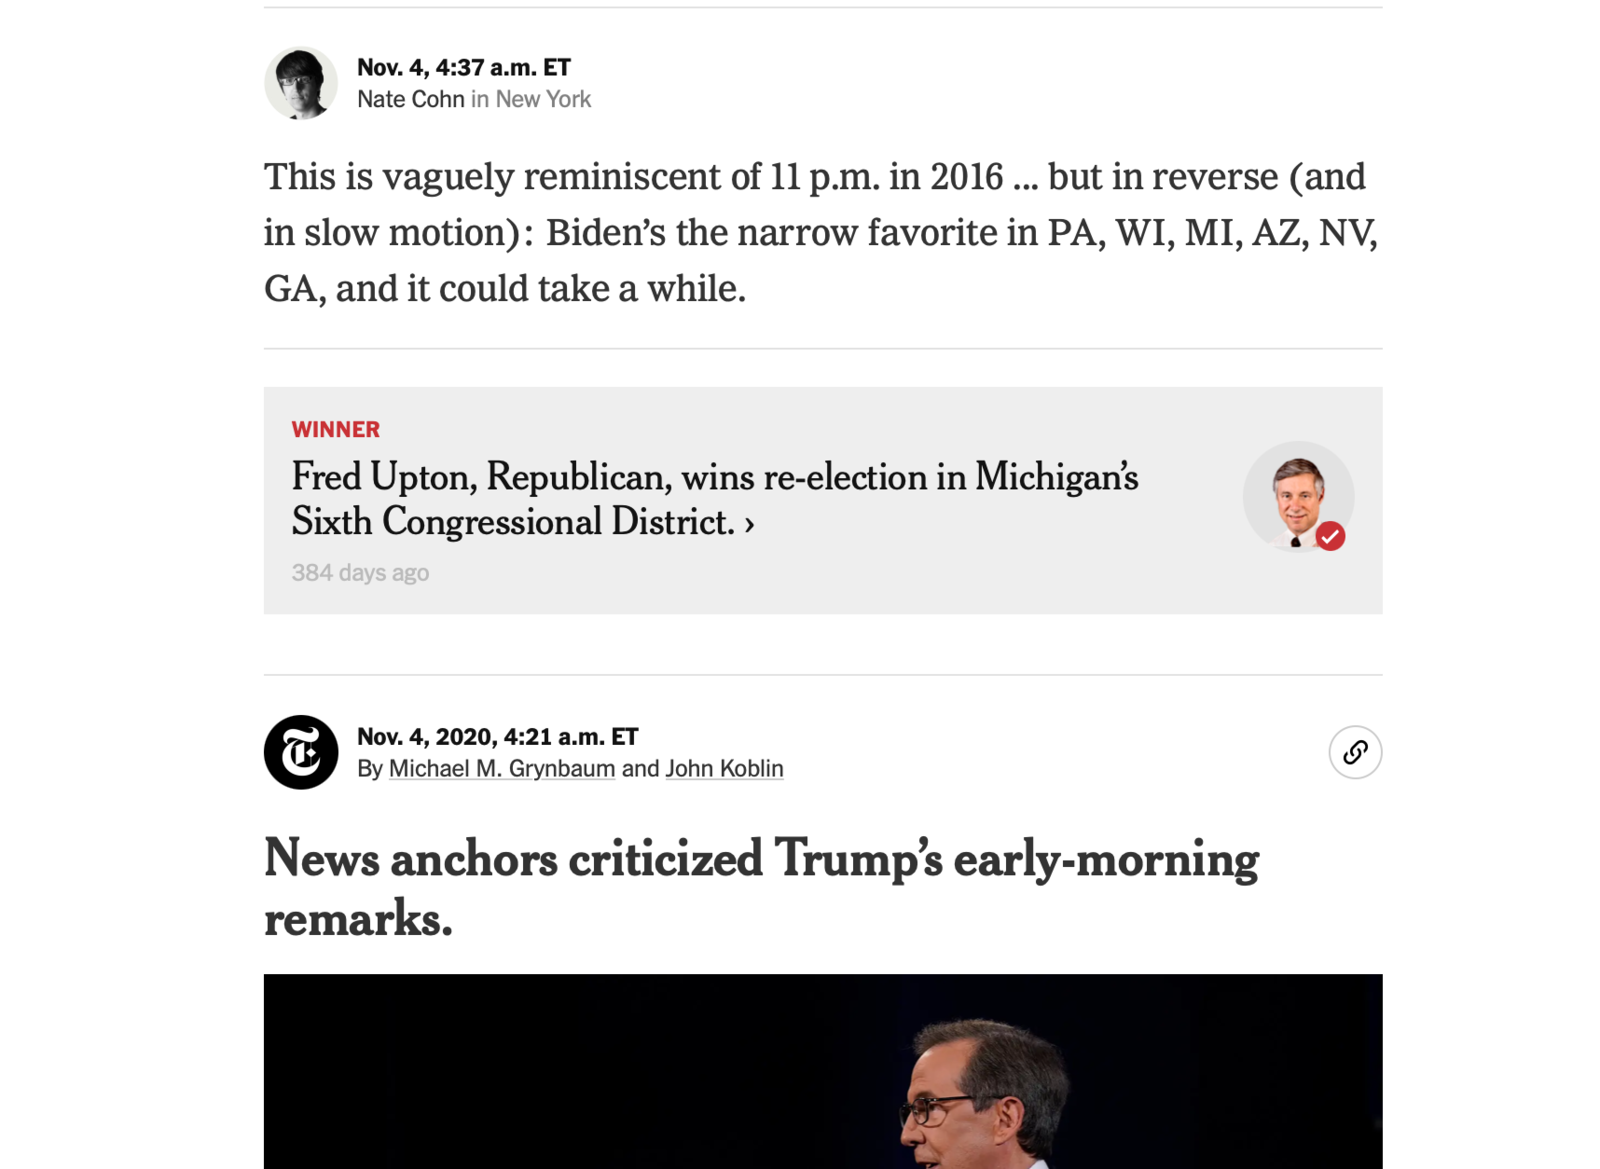 Nov. 4, 4:37 a.m. ET
Nate Cohn in New York
This is vaguely reminiscent of 11 p.m. in 2016 ... but in reverse (and
in slow motion): Biden’s the narrow favorite in PA, WI, MI, AZ, NV,
GA, and it could take a while.
WINNER
Fred Upton, Republican, wins re-election in Michigan’s
Sixth Congressional District. ›
384 days ago
T
Nov. 4, 2020, 4:21 a.m. ET
By Michael M. Grynbaum and John Koblin
News anchors criticized Trump’s early-morning
remarks.